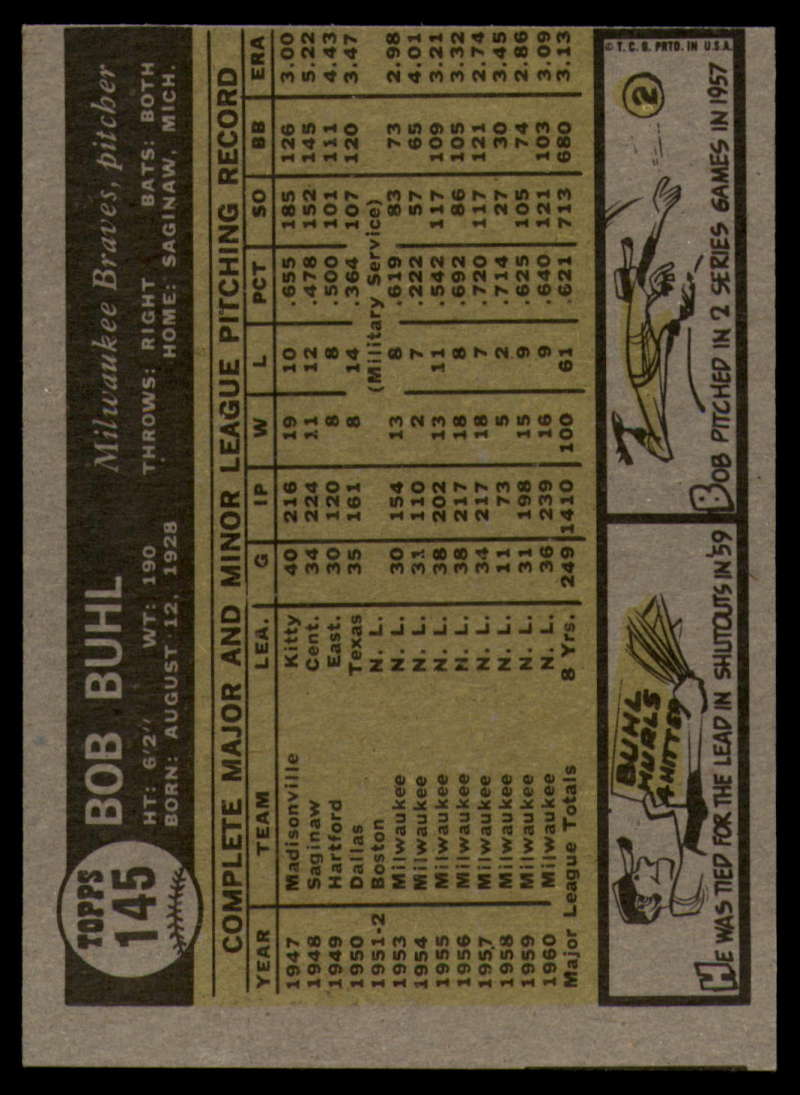 TOPPS
145
BOB BUHL
Milwaukee Braves, pitcher
HT: 6'2" WT: 190 THROWS: RIGHT BATS: BOTH
BORN: AUGUST 12, 1928 HOME: SAGINAW, MICH.
COMPLETE MAJOR AND MINOR LEAGUE PITCHING RECORD
YEAR TEAM LEA. G IP W L PCT SO BB ERA
1947 Madisonville Kitty 40 216 19 10 .655 185 126 3.00
1948 Saginaw Cent. 34 224 11 12 .478 152 145 5.22
1949 Hartford East. 30 120 8 8 .500 101 111 4.43
1950 Dallas Texas 35 161 8 14 .364 107 120 3.47
1951-2 Boston N. L. (Military Service)
1953 Milwaukee N. L. 30 154 13 8 .619 83 73 2.98
1954 Milwaukee N. L. 31 110 2 7 .222 57 65 4.01
1955 Milwaukee N. L. 38 202 13 11 .542 117 109 3.21
1956 Milwaukee N. L. 38 217 18 8 .692 86 105 3.32
1957 Milwaukee N. L. 34 217 18 7 .720 117 121 2.74
1958 Milwaukee N. L. 11 73 5 2 .714 27 30 3.45
1959 Milwaukee N. L. 31 198 15 9 .625 105 74 2.86
1960 Milwaukee N. L. 36 239 16 9 .640 121 103 3.09
Major League Totals 8 Yrs. 249 1410 100 61 .621 713 680 3.13
BUHL
HURLS
4 HITTER
HE WAS TIED FOR THE LEAD IN SHUTOUTS IN '59
2
BOB PITCHED IN 2 SERIES GAMES IN 1957
© T. C. G. PRTD. IN U.S.A.